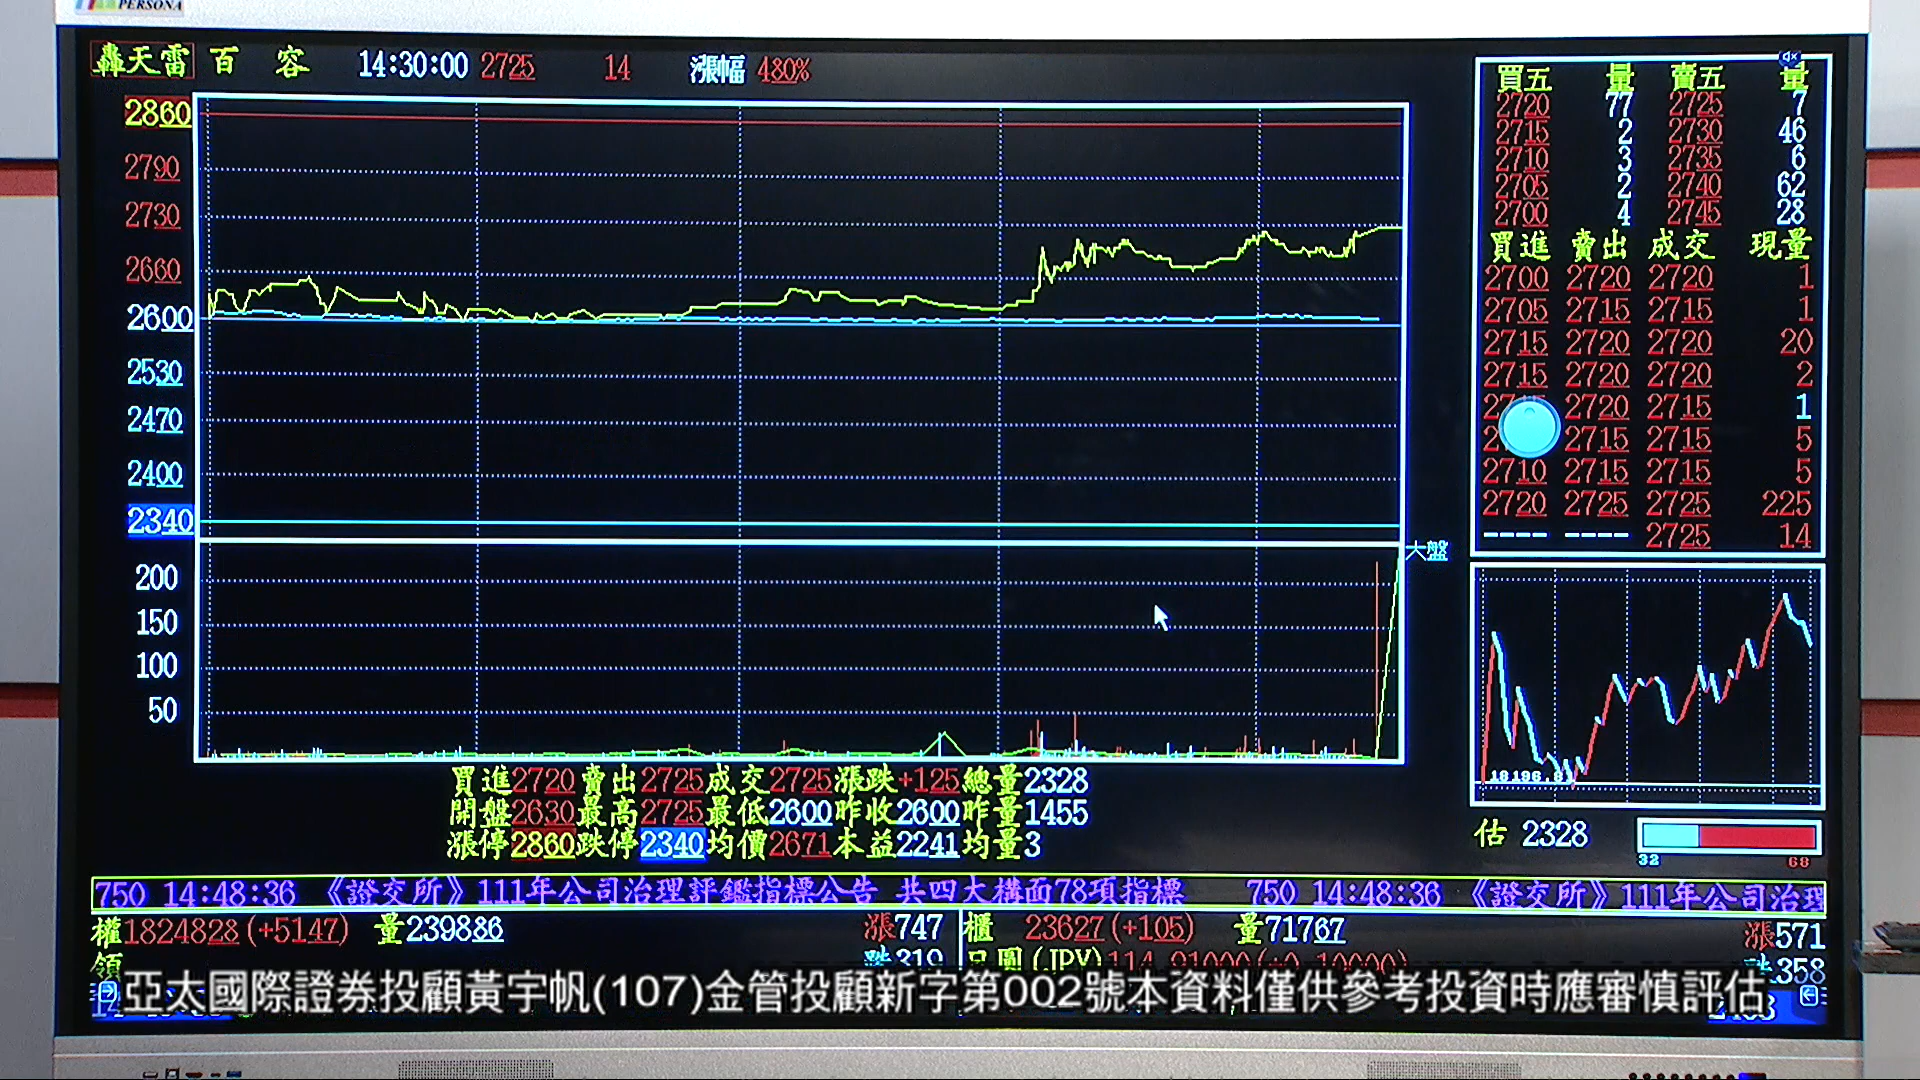 PERSONA
轟天雷 百 容 14:30:00 2725 14 漲幅 480%
2860
2790
2730
2660
2600
2530
2470
2400
2340
200
150
100
50
大盤
買五 量 賣五 量
2720 77 2725 7
2715 2 2730 46
2710 3 2735 6
2705 2 2740 62
2700 4 2745 28
買進 賣出 成交 現量
2700 2720 2720 1
2705 2715 2715 1
2715 2720 2720 20
2715 2720 2720 2
2720 2715 1
2715 2715 5
2710 2715 2715 5
2720 2725 2725 225
---- ---- 2725 14
估 2328
32 68
買進2720賣出2725成交2725漲跌+125總量2328
開盤2630最高2725最低2600昨收2600昨量1455
漲停2860跌停2340均價2671本益2241均量3
750 14:48:36 《證交所》111年公司治理評鑑指標公告 共四大構面78項指標 750 14:48:36 《證交所》111年公司治理
權1824828(+5147) 量239886 漲747 櫃 23627(+105) 量71767 漲571
跌319 跌358
亞太國際證券投顧黃宇帆(107)金管投顧新字第002號本資料僅供參考投資時應審慎評估